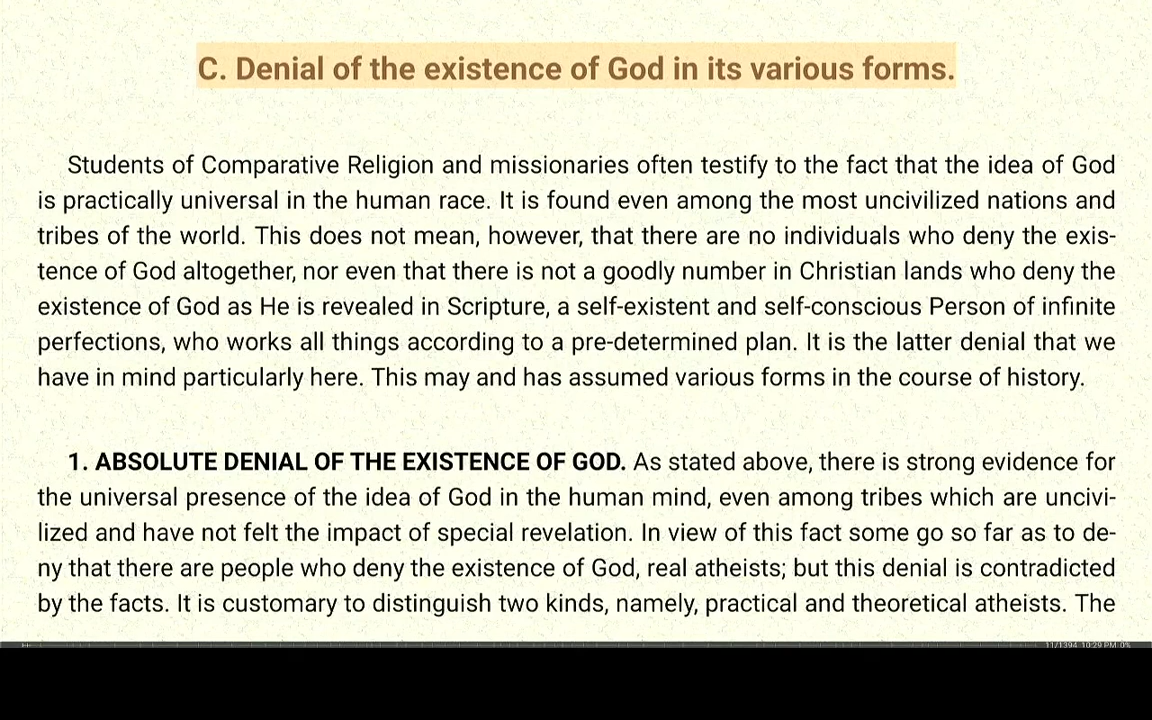 C. Denial of the existence of God in its various forms.
Students of Comparative Religion and missionaries often testify to the fact that the idea of God
is practically universal in the human race. It is found even among the most uncivilized nations and
tribes of the world. This does not mean, however, that there are no individuals who deny the exis-
tence of God altogether, nor even that there is not a goodly number in Christian lands who deny the
existence of God as He is revealed in Scripture, a self-existent and self-conscious Person of infinite
perfections, who works all things according to a pre-determined plan. It is the latter denial that we
have in mind particularly here. This may and has assumed various forms in the course of history.
1. ABSOLUTE DENIAL OF THE EXISTENCE OF GOD. As stated above, there is strong evidence for
the universal presence of the idea of God in the human mind, even among tribes which are uncivi-
lized and have not felt the impact of special revelation. In view of this fact some go so far as to de-
ny that there are people who deny the existence of God, real atheists; but this denial is contradicted
by the facts. It is customary to distinguish two kinds, namely, practical and theoretical atheists. The
11/1394 10:29 PM 0%